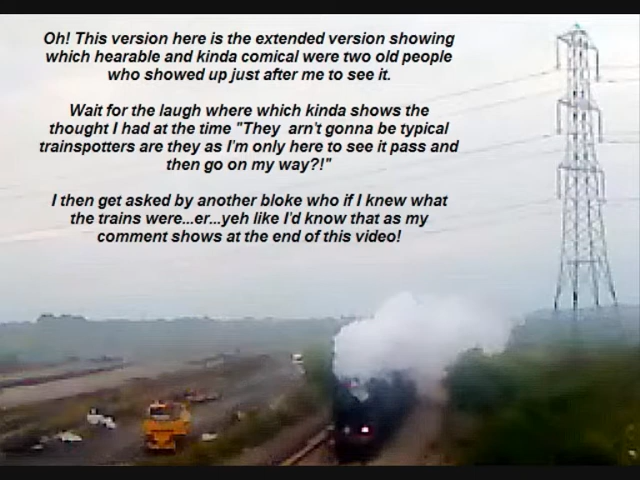 Oh! This version here is the extended version showing
which hearable and kinda comical were two old people
who showed up just after me to see it.
Wait for the laugh where which kinda shows the
thought I had at the time "They arn't gonna be typical
trainspotters are they as I'm only here to see it pass and
then go on my way?!"
I then get asked by another bloke who if I knew what
the trains were...er...yeh like I'd know that as my
comment shows at the end of this video!